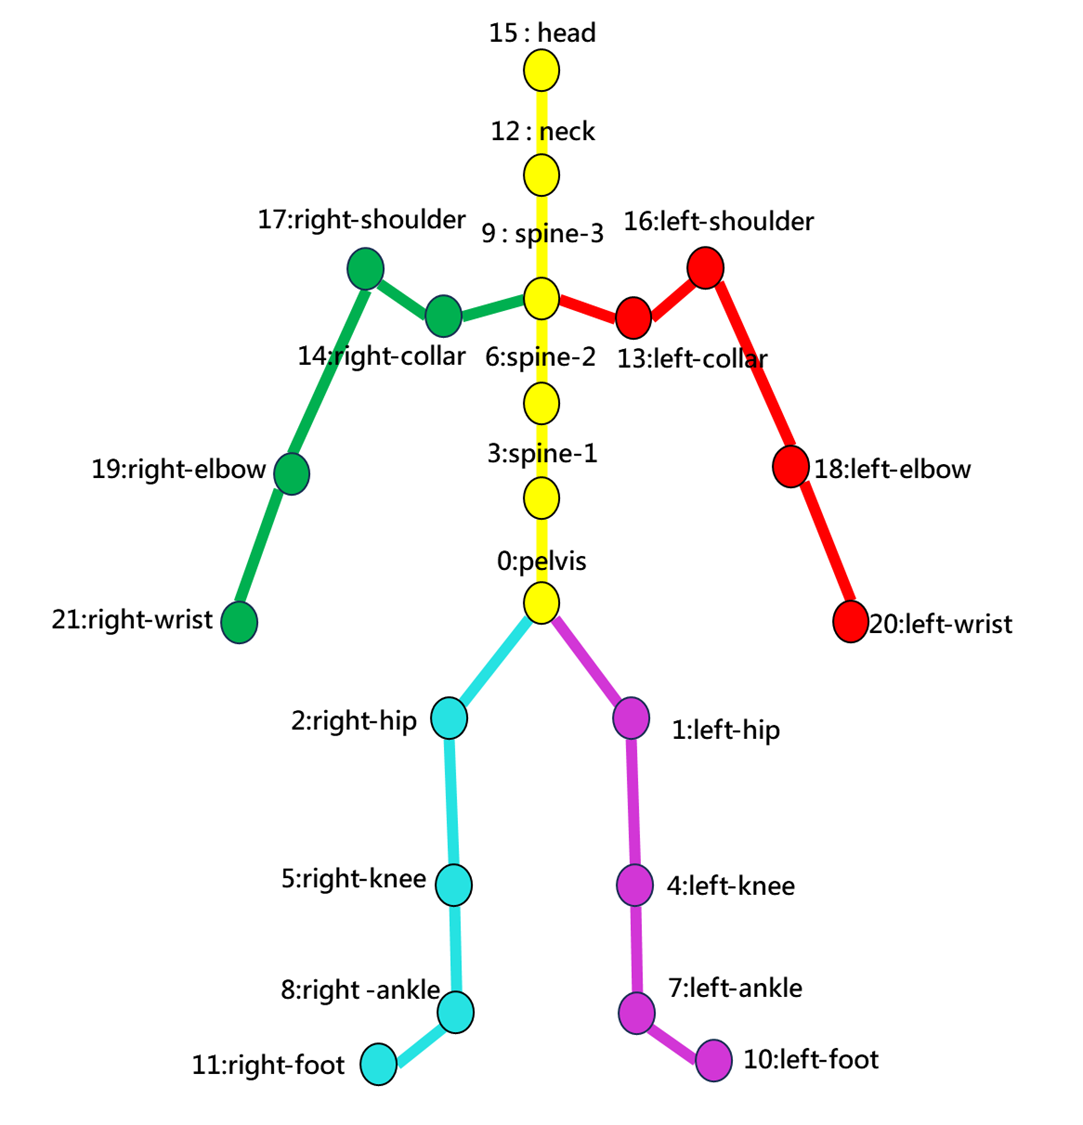 15 : head
12 : neck
17:right-shoulder
9 : spine-3
16:left-shoulder
14:right-collar
6:spine-2
13:left-collar
3:spine-1
19:right-elbow
18:left-elbow
0:pelvis
21:right-wrist
20:left-wrist
2:right-hip
1:left-hip
5:right-knee
4:left-knee
8:right -ankle
7:left-ankle
11:right-foot
10:left-foot